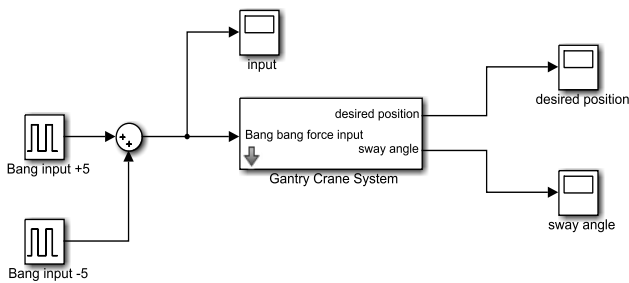 input
desired position
desired position
Bang bang force input
sway angle
Bang input +5
Gantry Crane System
sway angle
Bang input -5